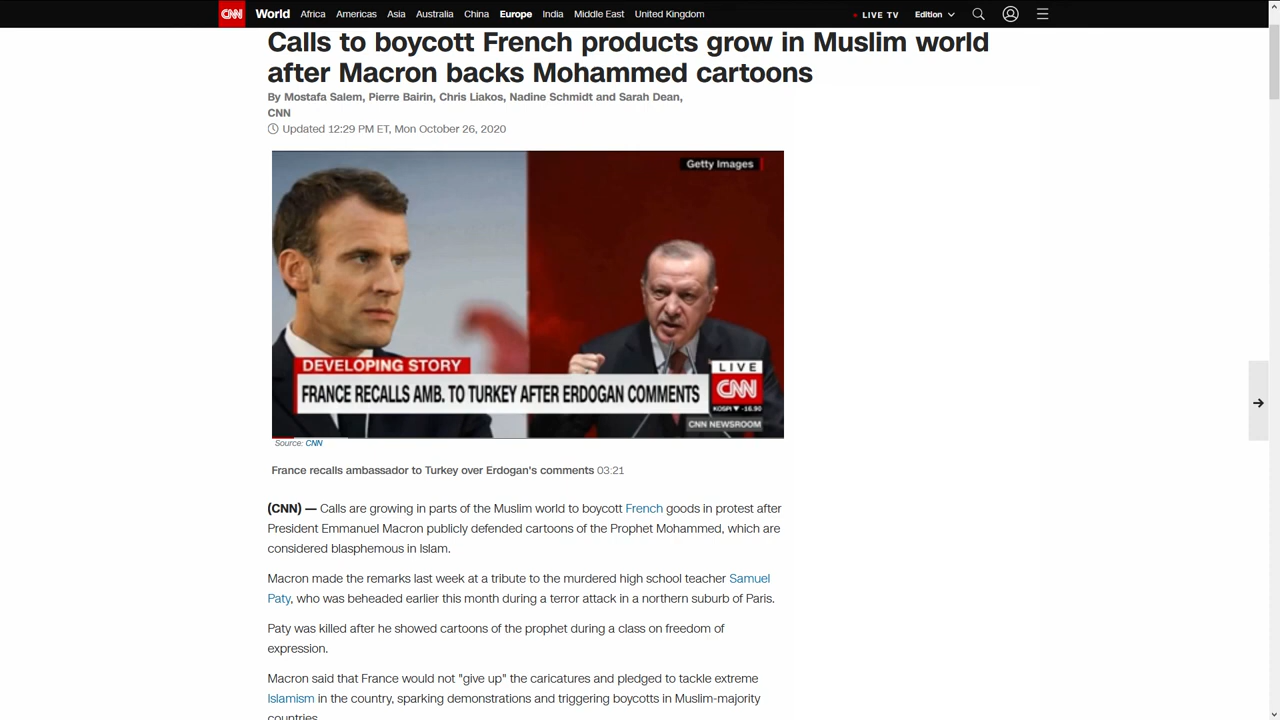 CNN World Africa Americas Asia Australia China Europe India Middle East United Kingdom LIVE TV Edition
Calls to boycott French products grow in Muslim world
after Macron backs Mohammed cartoons
By Mostafa Salem, Pierre Bairin, Chris Liakos, Nadine Schmidt and Sarah Dean,
CNN
Updated 12:29 PM ET, Mon October 26, 2020
Getty Images
DEVELOPING STORY
LIVE
FRANCE RECALLS AMB. TO TURKEY AFTER ERDOGAN COMMENTS
CNN
KOSPI ▼ -16.90
CNN NEWSROOM
Source: CNN
France recalls ambassador to Turkey over Erdogan's comments 03:21
(CNN) — Calls are growing in parts of the Muslim world to boycott French goods in protest after
President Emmanuel Macron publicly defended cartoons of the Prophet Mohammed, which are
considered blasphemous in Islam.
Macron made the remarks last week at a tribute to the murdered high school teacher Samuel
Paty, who was beheaded earlier this month during a terror attack in a northern suburb of Paris.
Paty was killed after he showed cartoons of the prophet during a class on freedom of
expression.
Macron said that France would not "give up" the caricatures and pledged to tackle extreme
Islamism in the country, sparking demonstrations and triggering boycotts in Muslim-majority
countries.